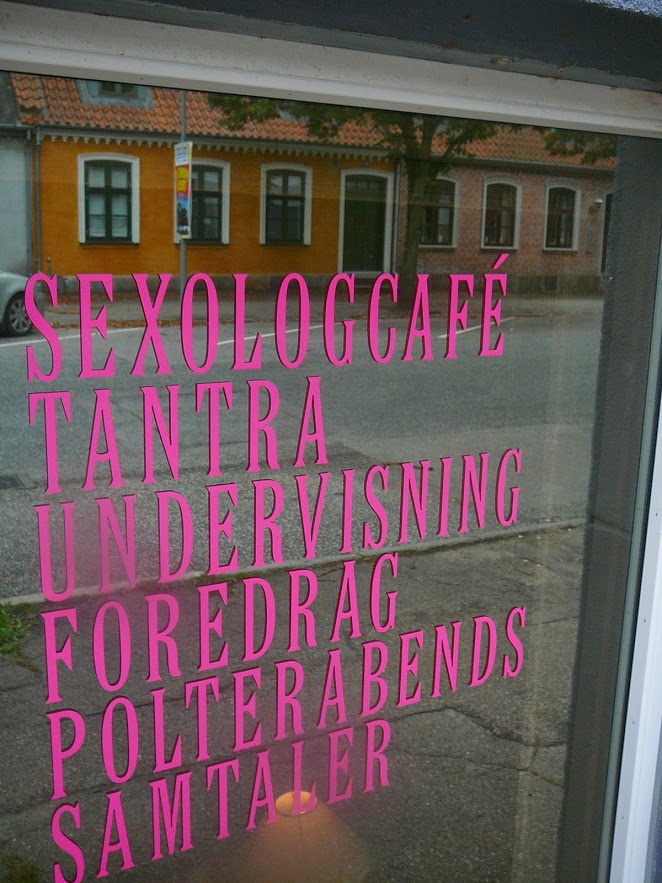 SEXOLOGCAFÉ
TANTRA
UNDERVISNING
FOREDRAG
POLTERABENDS
SAMTALER